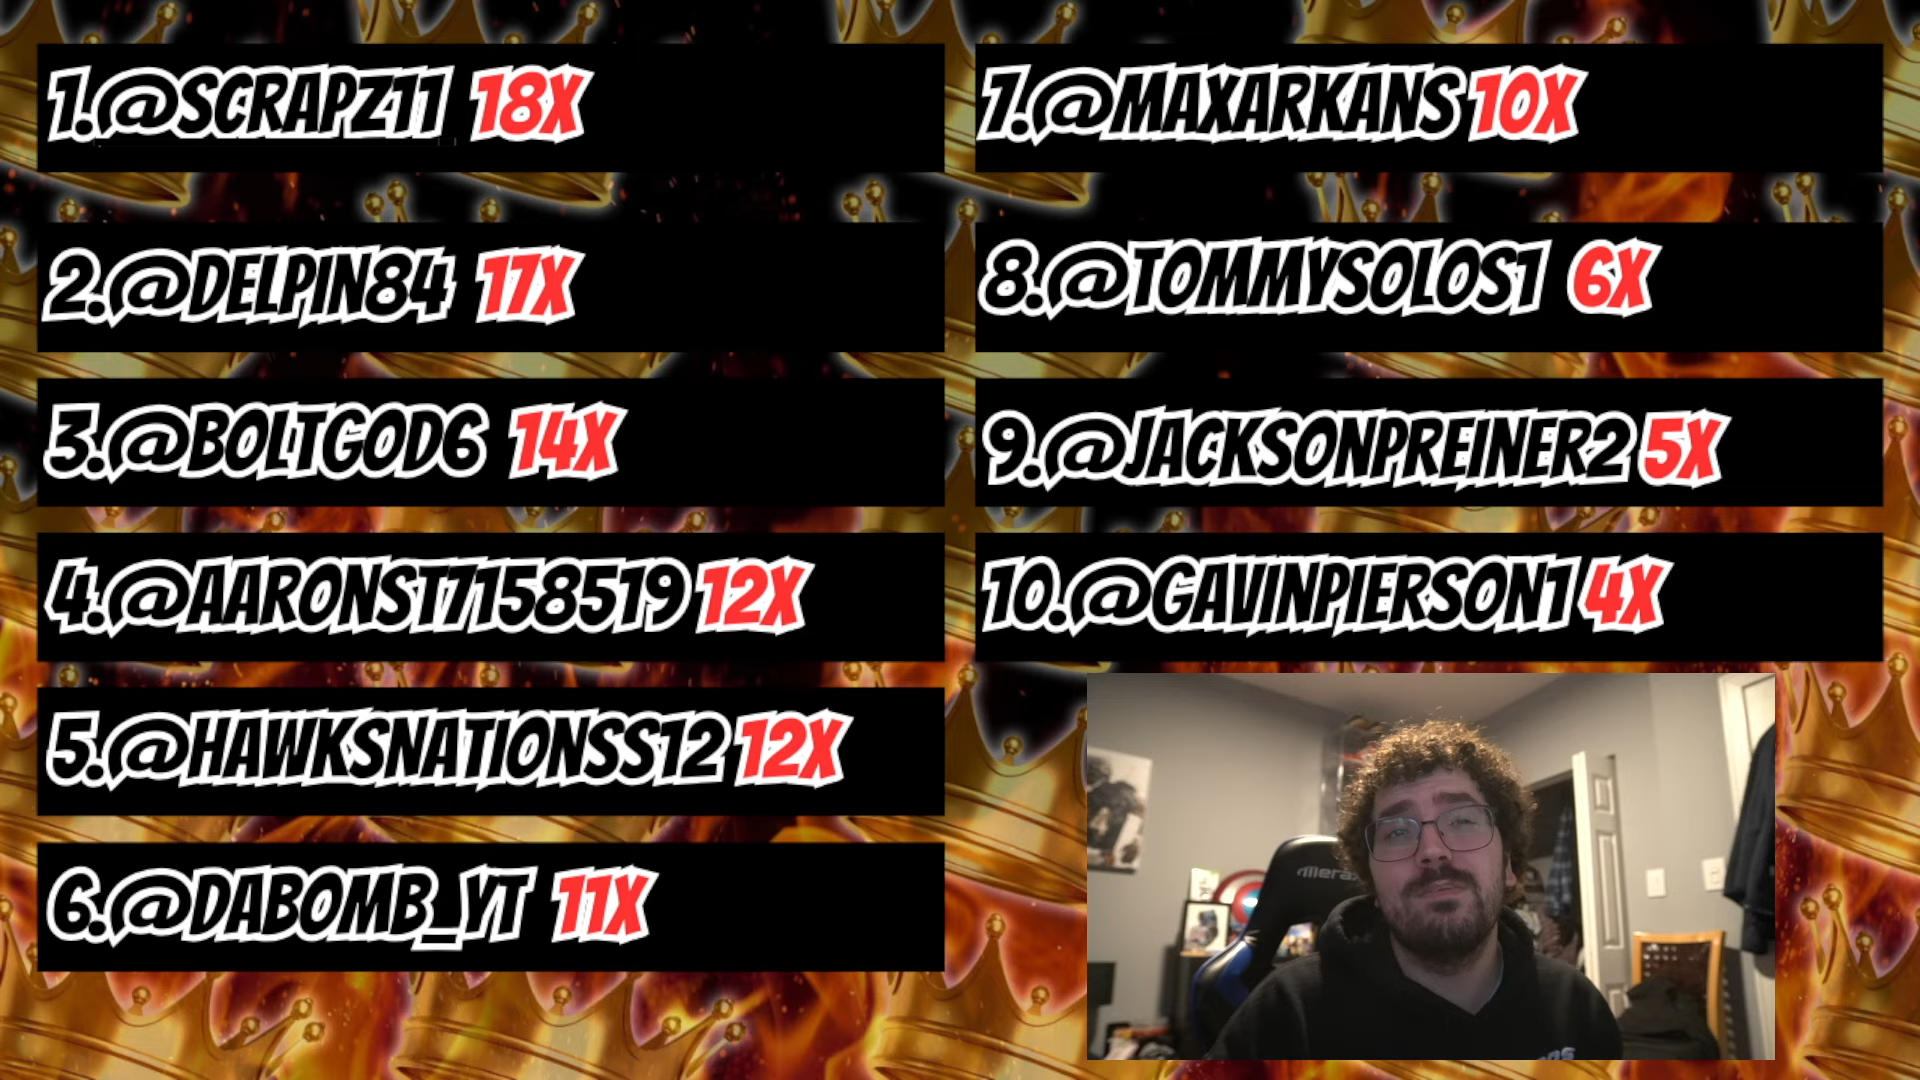 1.@SCRAPZ11 18X
2.@DELPIN84 17X
3.@BOLTGOD6 14X
4.@AARONST7158519 12X
5.@HAWKSNATIONSS12 12X
6.@DABOMB_YT 11X
7.@MAXARKANS 10X
8.@TOMMYSOLOS1 6X
9.@JACKSONPREINER2 5X
10.@GAVINPIERSON1 4X